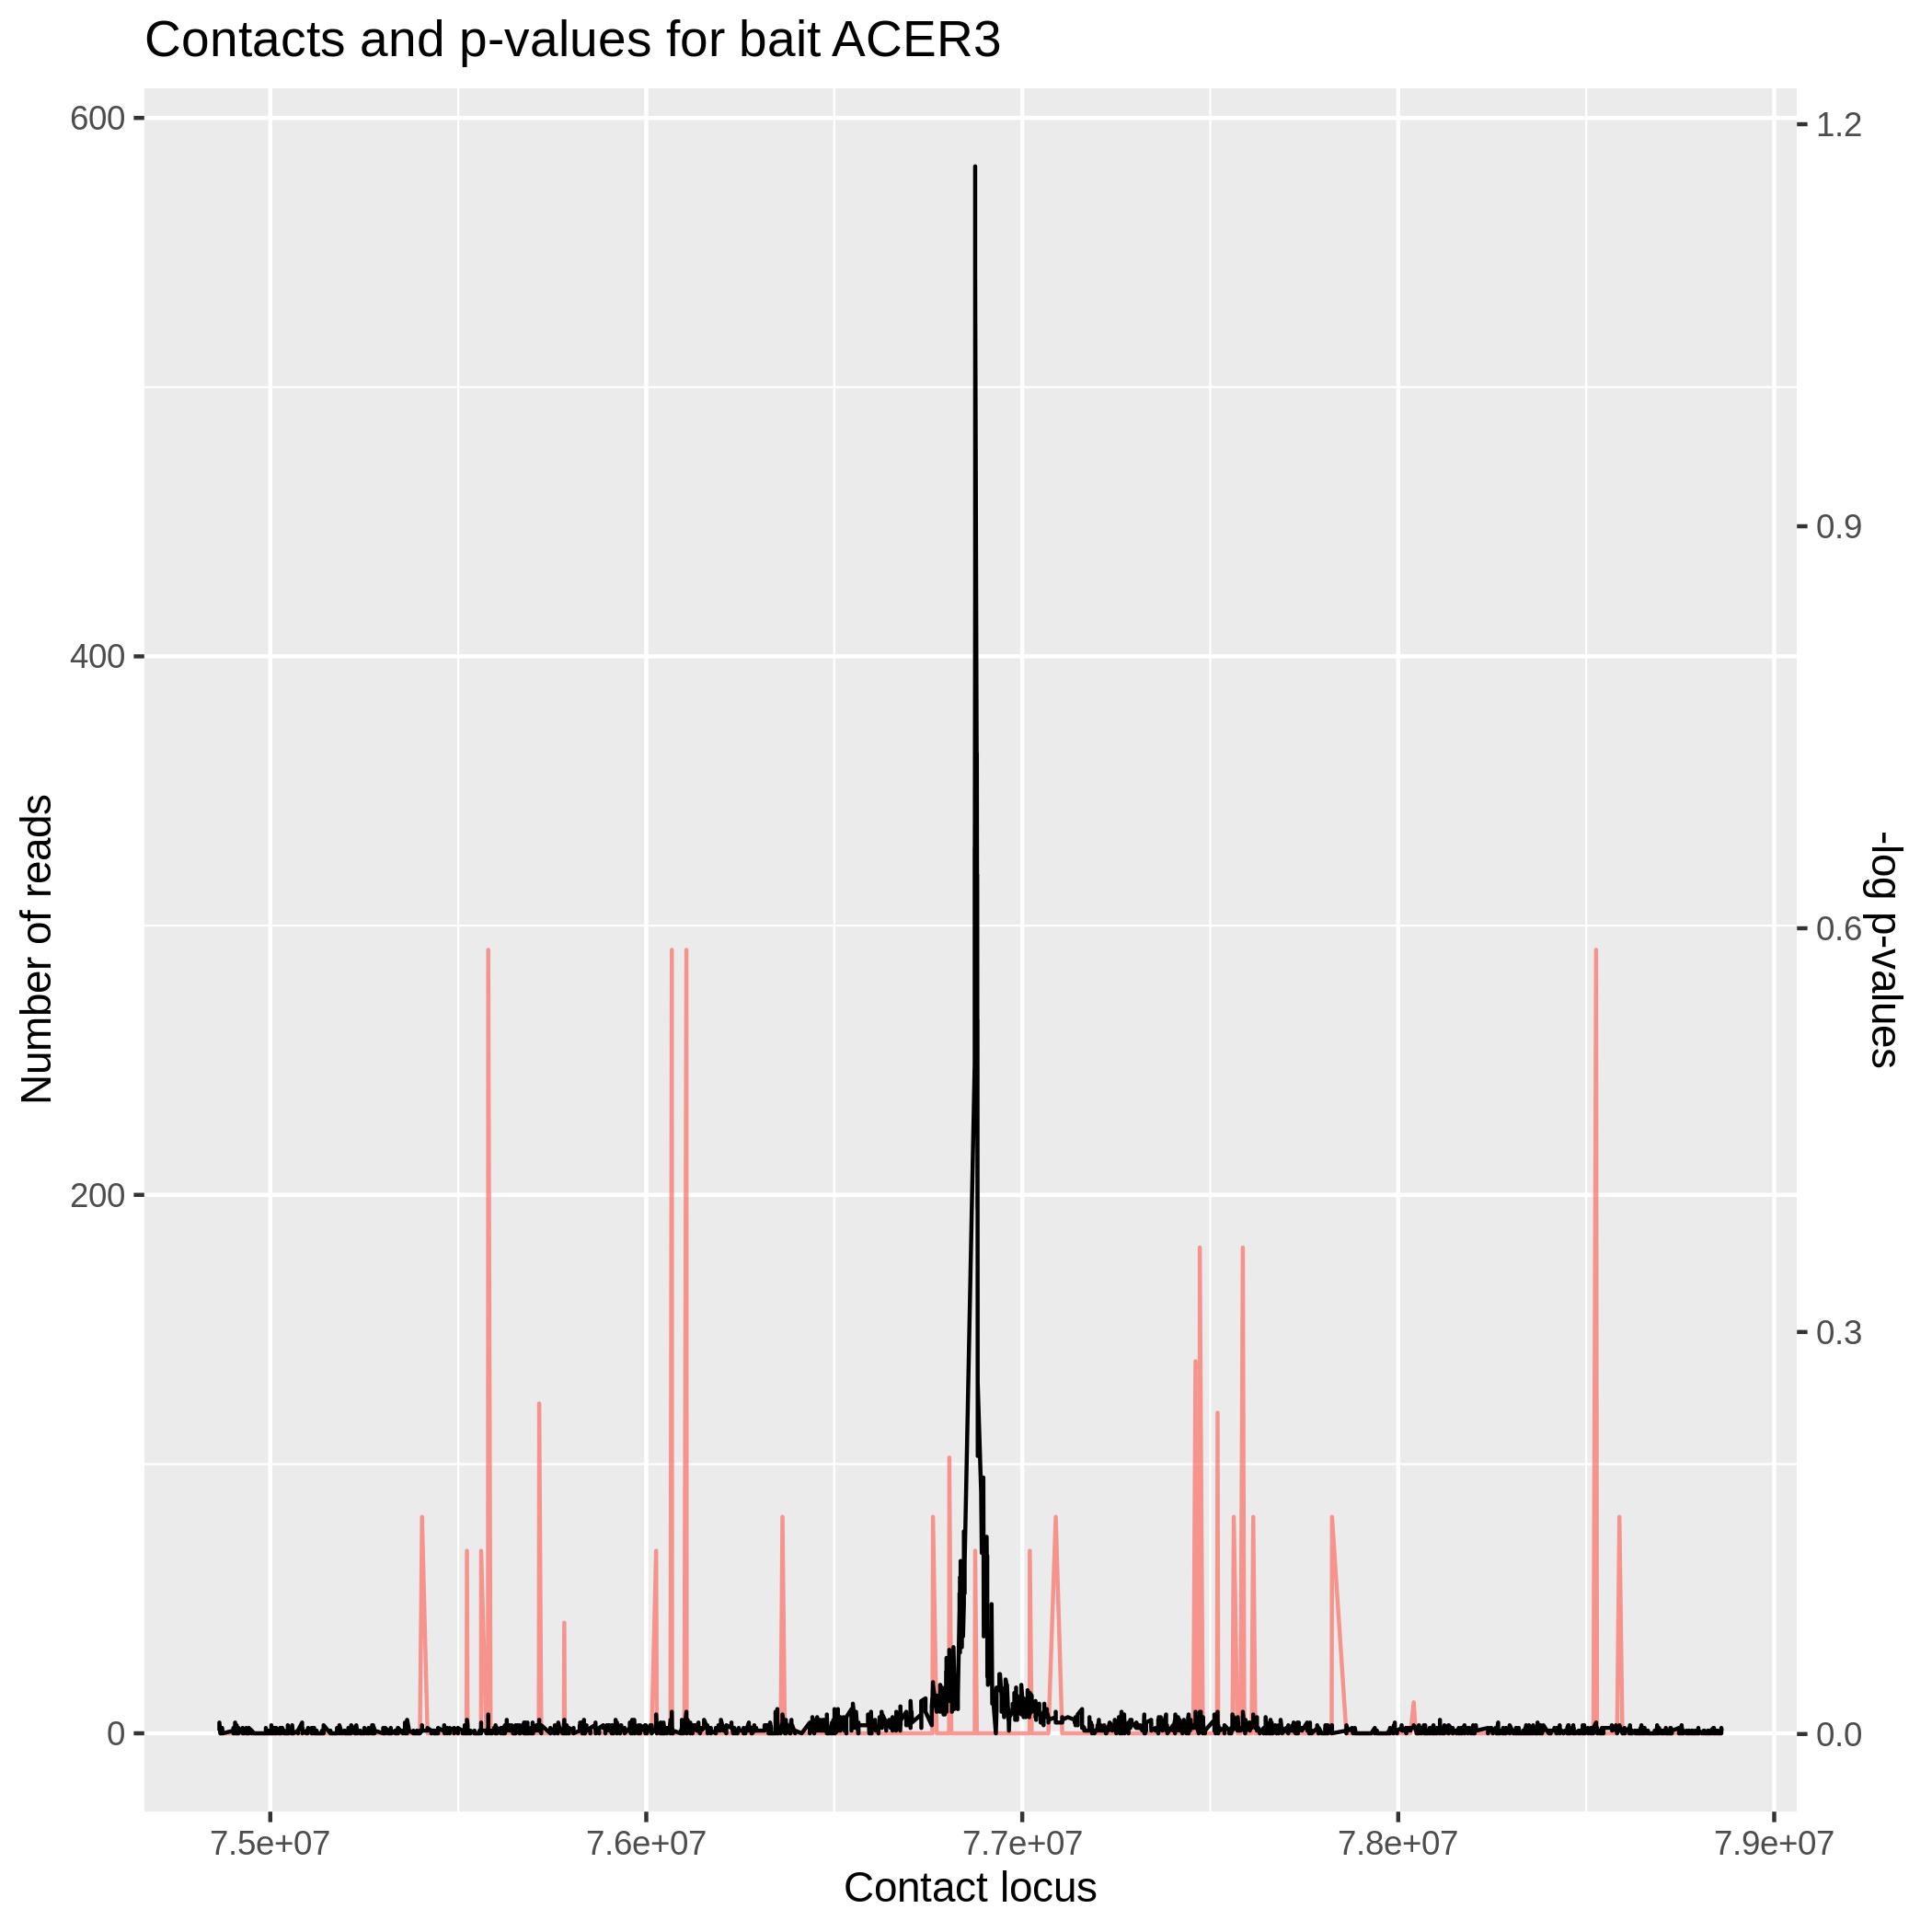 Contacts and p-values for bait ACER3
600
400
200
0
Number of reads
1.2
0.9
0.6
0.3
0.0
-log p-values
7.5e+07
7.6e+07
7.7e+07
7.8e+07
7.9e+07
Contact locus